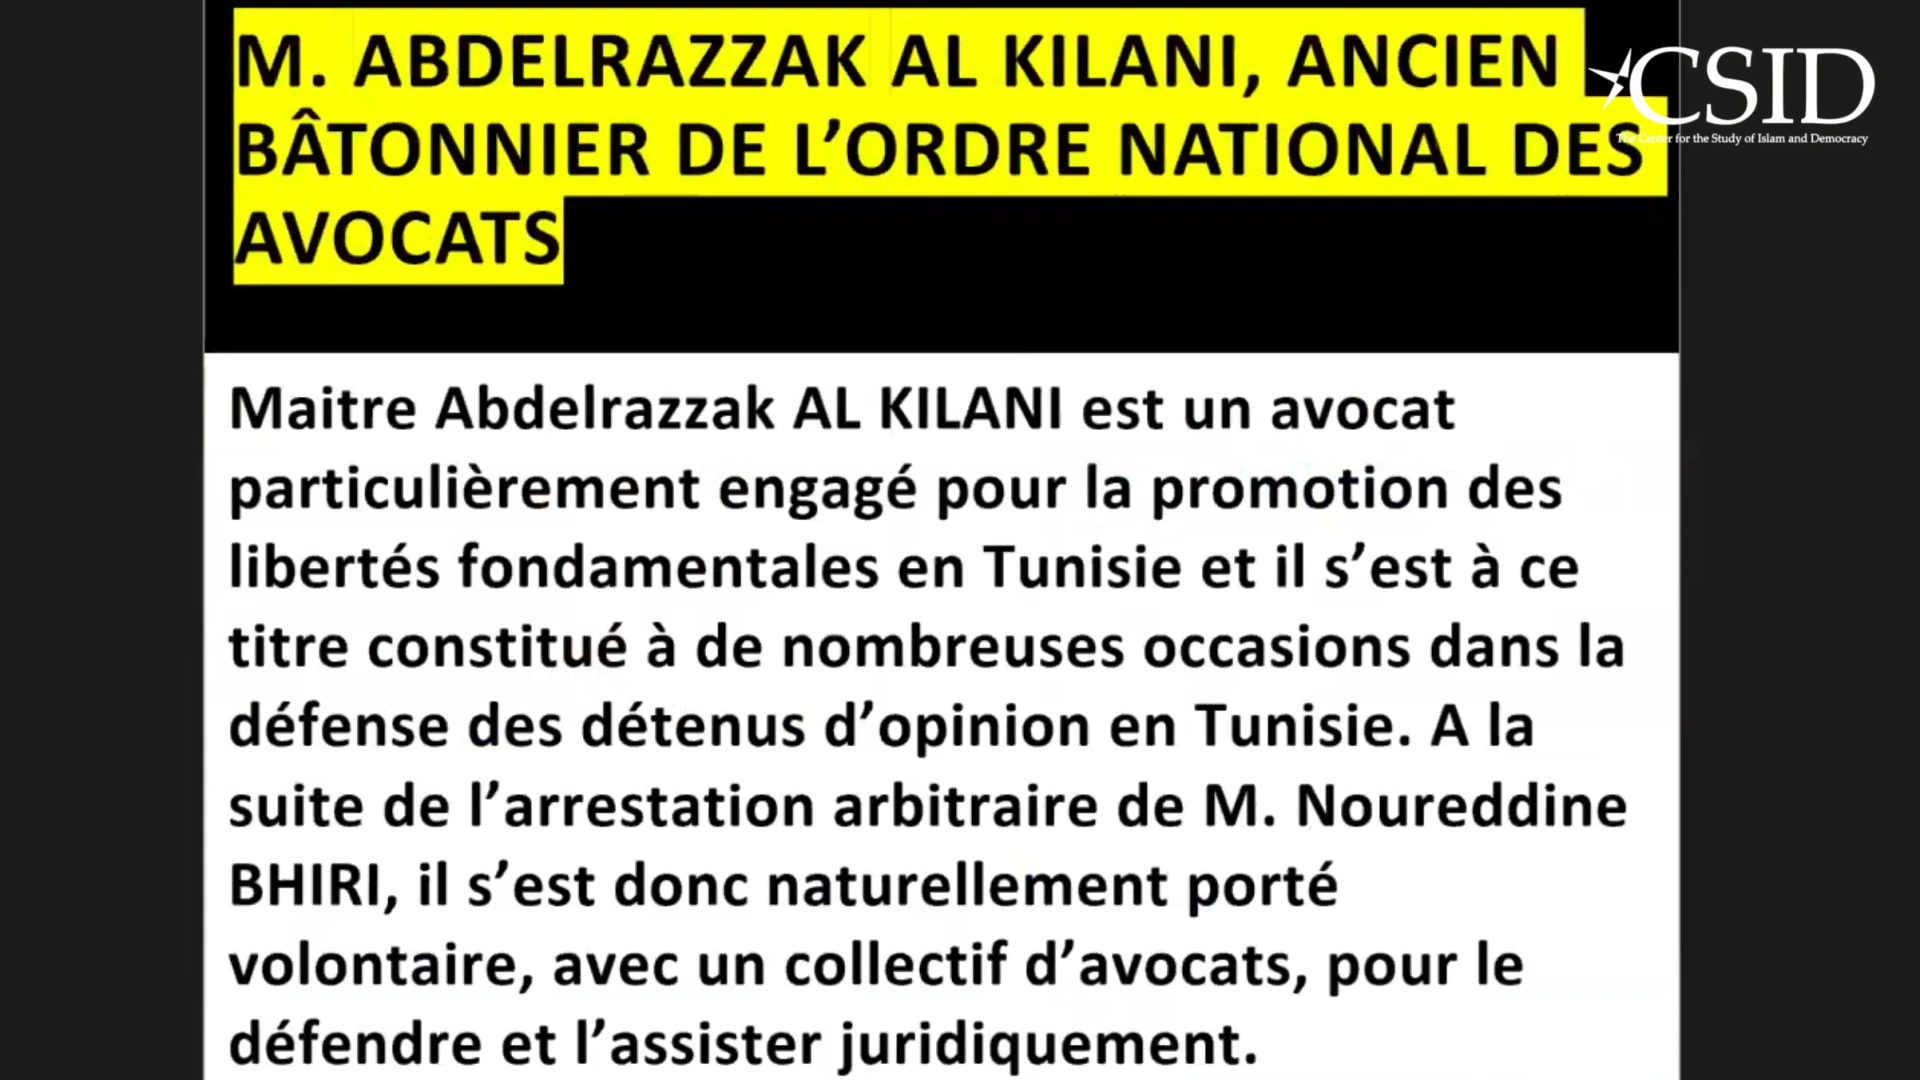 M. ABDELRAZZAK AL KILANI, ANCIEN
BÂTONNIER DE L’ORDRE NATIONAL DES
AVOCATS
CSID
The Center for the Study of Islam and Democracy
Maitre Abdelrazzak AL KILANI est un avocat
particulièrement engagé pour la promotion des
libertés fondamentales en Tunisie et il s’est à ce
titre constitué à de nombreuses occasions dans la
défense des détenus d’opinion en Tunisie. A la
suite de l’arrestation arbitraire de M. Noureddine
BHIRI, il s’est donc naturellement porté
volontaire, avec un collectif d’avocats, pour le
défendre et l’assister juridiquement.